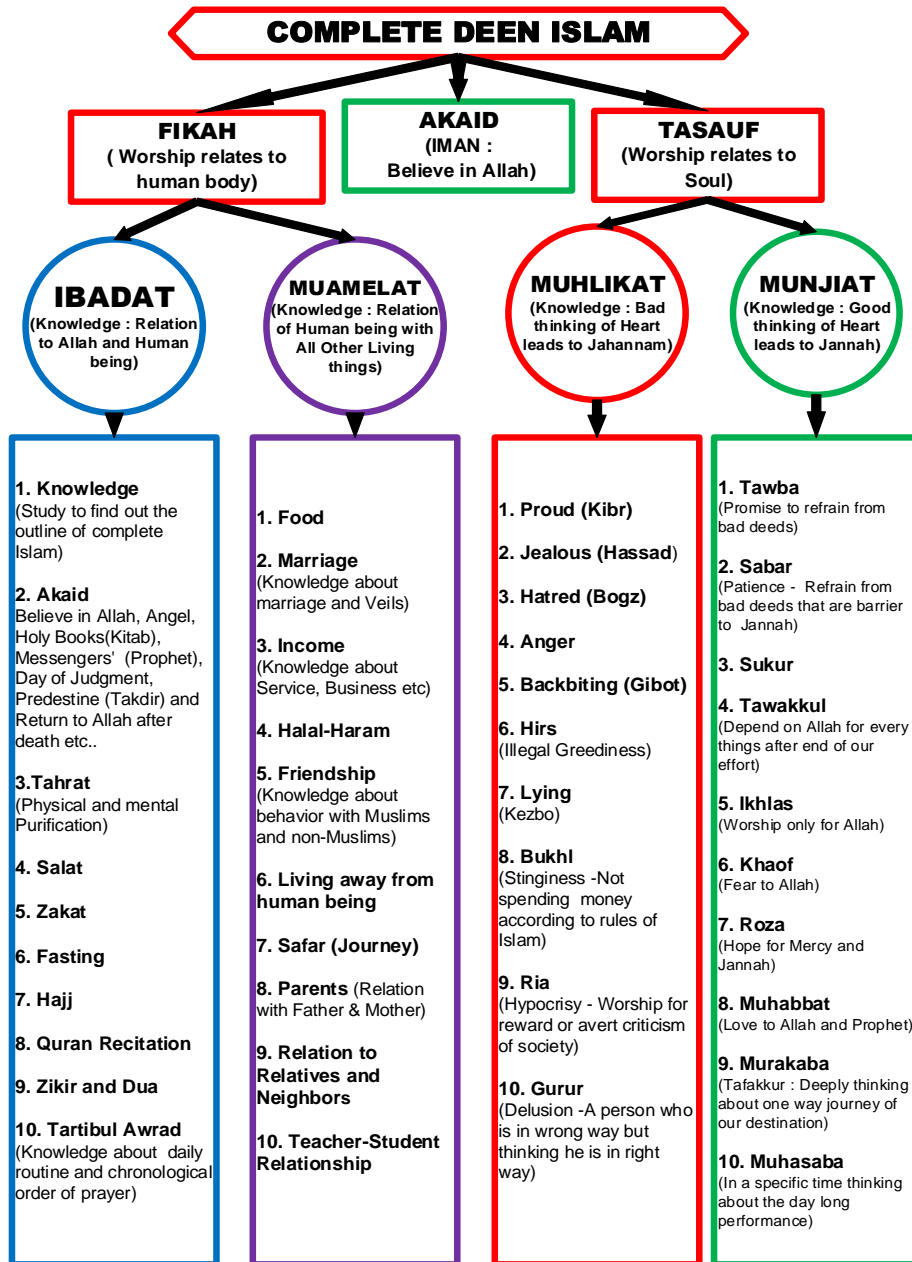 COMPLETE DEEN ISLAM
FIKAH
( Worship relates to
human body)
AKAID
(IMAN :
Believe in Allah)
TASAUF
(Worship relates to
Soul)
IBADAT
(Knowledge : Relation
to Allah and Human
being)
MUAMELAT
(Knowledge : Relation
of Human being with
All Other Living
things)
MUHLIKAT
(Knowledge : Bad
thinking of Heart
leads to Jahannam)
MUNJIAT
(Knowledge : Good
thinking of Heart
leads to Jannah)
1. Knowledge
(Study to find out the
outline of complete
Islam)
2. Akaid
Believe in Allah, Angel,
Holy Books(Kitab),
Messengers' (Prophet),
Day of Judgment,
Predestine (Takdir) and
Return to Allah after
death etc..
3.Tahrat
(Physical and mental
Purification)
4. Salat
5. Zakat
6. Fasting
7. Hajj
8. Quran Recitation
9. Zikir and Dua
10. Tartibul Awrad
(Knowledge about daily
routine and chronological
order of prayer)
1. Food
2. Marriage
(Knowledge about
marriage and Veils)
3. Income
(Knowledge about
Service, Business etc)
4. Halal-Haram
5. Friendship
(Knowledge about
behavior with Muslims
and non-Muslims)
6. Living away from
human being
7. Safar (Journey)
8. Parents (Relation
with Father & Mother)
9. Relation to
Relatives and
Neighbors
10. Teacher-Student
Relationship
1. Proud (Kibr)
2. Jealous (Hassad)
3. Hatred (Bogz)
4. Anger
5. Backbiting (Gibot)
6. Hirs
(Illegal Greediness)
7. Lying
(Kezbo)
8. Bukhl
(Stinginess -Not
spending money
according to rules of
Islam)
9. Ria
(Hypocrisy - Worship for
reward or avert criticism
of society)
10. Gurur
(Delusion -A person who
is in wrong way but
thinking he is in right
way)
1. Tawba
(Promise to refrain from
bad deeds)
2. Sabar
(Patience - Refrain from
bad deeds that are barrier
to Jannah)
3. Sukur
4. Tawakkul
(Depend on Allah for every
things after end of our
effort)
5. Ikhlas
(Worship only for Allah)
6. Khaof
(Fear to Allah)
7. Roza
(Hope for Mercy and
Jannah)
8. Muhabbat
(Love to Allah and Prophet)
9. Murakaba
(Tafakkur : Deeply thinking
about one way journey of
our destination)
10. Muhasaba
(In a specific time thinking
about the day long
performance)